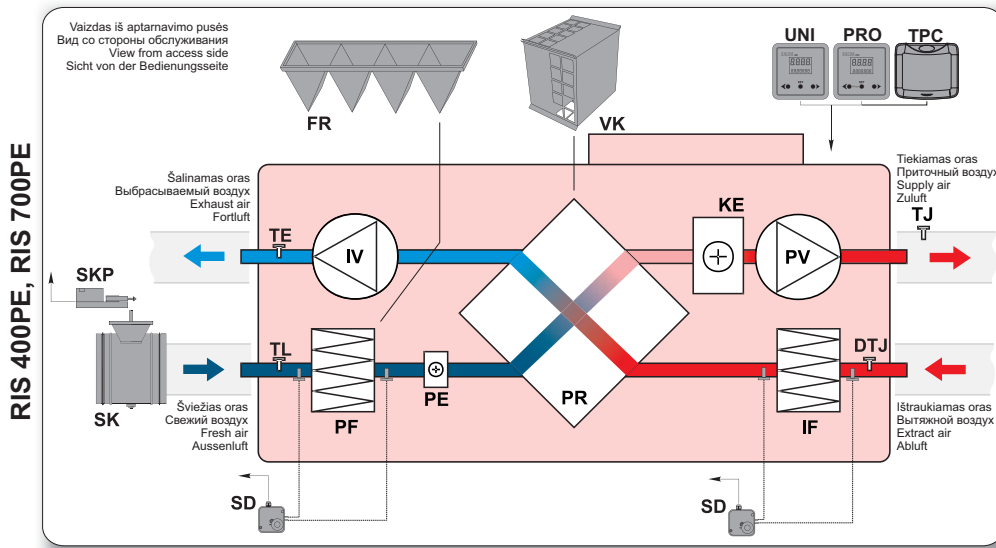 Vaizdas iš aptarnavimo pusės
Вид со стороны обслуживания
View from access side
Sicht von der Bedienungsseite
FR
VK
UNI
PRO
TPC
RIS 400PE, RIS 700PE
Šalinamas oras
Выбрасываемый воздух
Exhaust air
Fortluft
Tiekiamas oras
Приточный воздух
Supply air
Zuluft
TJ
TE
IV
KE
PV
SKP
SK
TL
PF
PE
PR
IF
DTJ
Šviežias oras
Свежий воздух
Fresh air
Aussenluft
Ištraukiamas oras
Вытяжной воздух
Extract air
Abluft
SD
SD